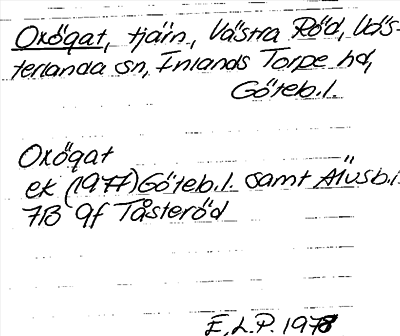 Oxögat, tjärn, Västra Röd, Väs-
terlanda sn, Inlands Torpe hd,
Göteb.l.
Oxögat
ek (1977) Göteb.l. samt Älvsb.l.
7B 9f Tåsteröd
E.L.P. 1978